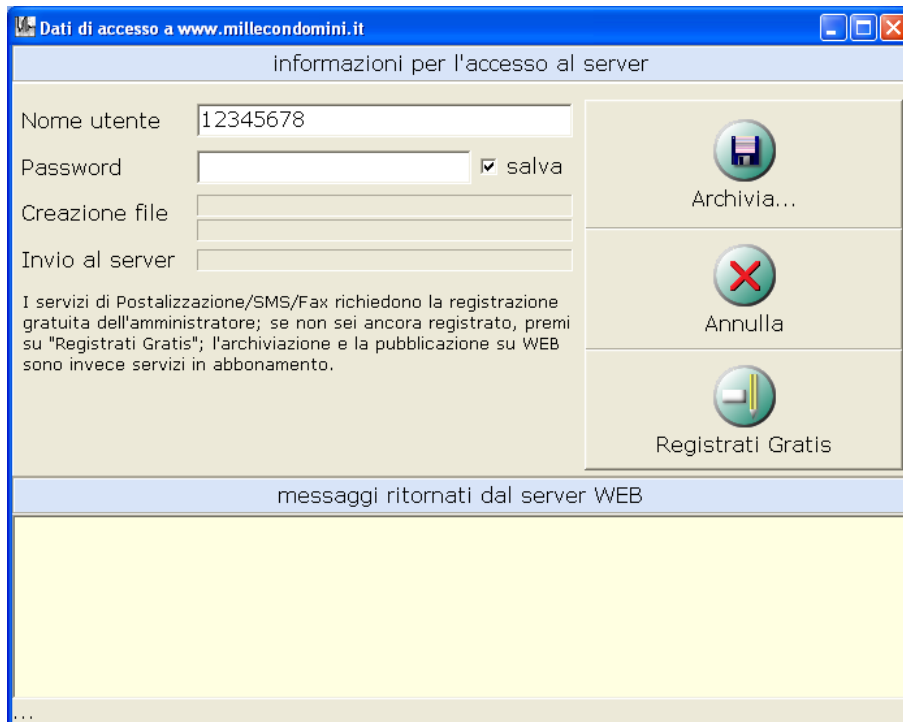 Dati di accesso a www.millecondomini.it
informazioni per l'accesso al server
Nome utente
12345678
Password
salva
Creazione file
Invio al server
I servizi di Postalizzazione/SMS/Fax richiedono la registrazione
gratuita dell'amministratore; se non sei ancora registrato, premi
su "Registrati Gratis"; l'archiviazione e la pubblicazione su WEB
sono invece servizi in abbonamento.
Archivia...
Annulla
Registrati Gratis
messaggi ritornati dal server WEB
...